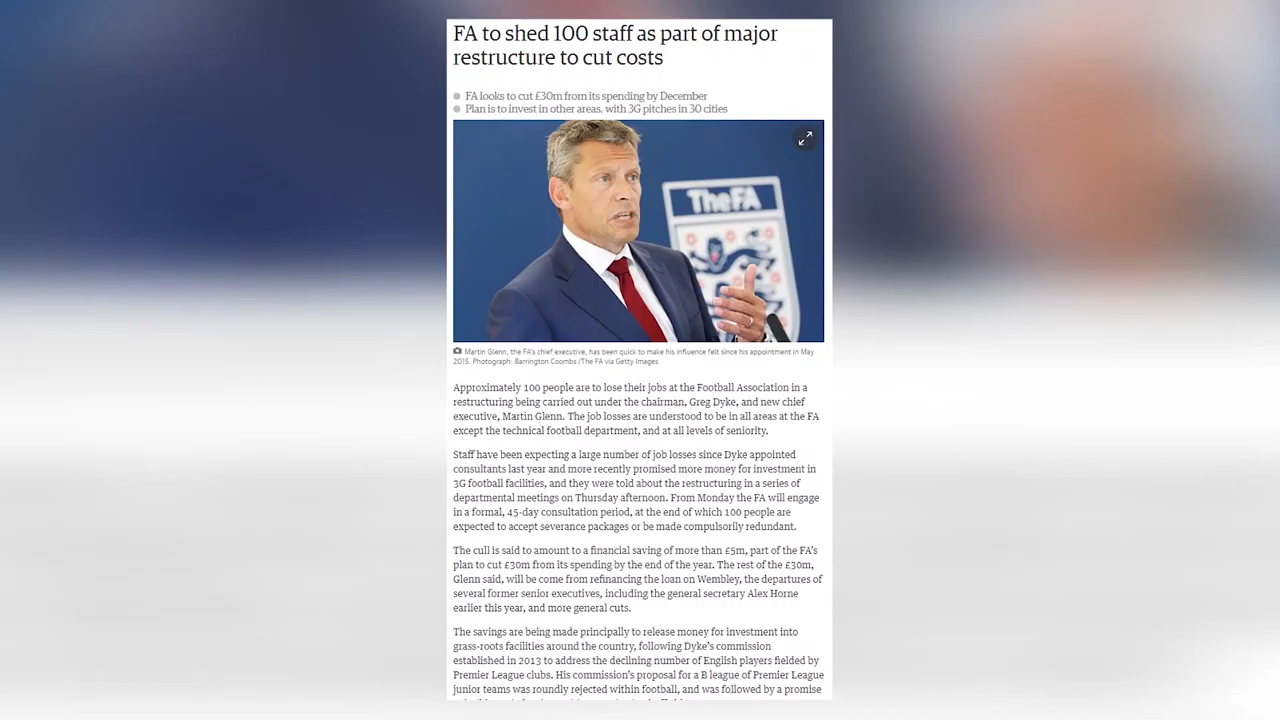 FA to shed 100 staff as part of major
restructure to cut costs
FA looks to cut £30m from its spending by December
Plan is to invest in other areas, with 3G pitches in 30 cities
TheFA
Martin Glenn, the FA's chief executive, has been quick to make his influence felt since his appointment in May
2015. Photograph: Barrington Coombs /The FA via Getty Images
Approximately 100 people are to lose their jobs at the Football Association in a
restructuring being carried out under the chairman, Greg Dyke, and new chief
executive, Martin Glenn. The job losses are understood to be in all areas at the FA
except the technical football department, and at all levels of seniority.
Staff have been expecting a large number of job losses since Dyke appointed
consultants last year and more recently promised more money for investment in
3G football facilities, and they were told about the restructuring in a series of
departmental meetings on Thursday afternoon. From Monday the FA will engage
in a formal, 45-day consultation period, at the end of which 100 people are
expected to accept severance packages or be made compulsorily redundant.
The cull is said to amount to a financial saving of more than £5m, part of the FA's
plan to cut £30m from its spending by the end of the year. The rest of the £30m,
Glenn said, will be come from refinancing the loan on Wembley, the departures of
several former senior executives, including the general secretary Alex Horne
earlier this year, and more general cuts.
The savings are being made principally to release money for investment into
grass-roots facilities around the country, following Dyke's commission
established in 2013 to address the declining number of English players fielded by
Premier League clubs. His commission's proposal for a B league of Premier League
junior teams was roundly rejected within football, and was followed by a promise